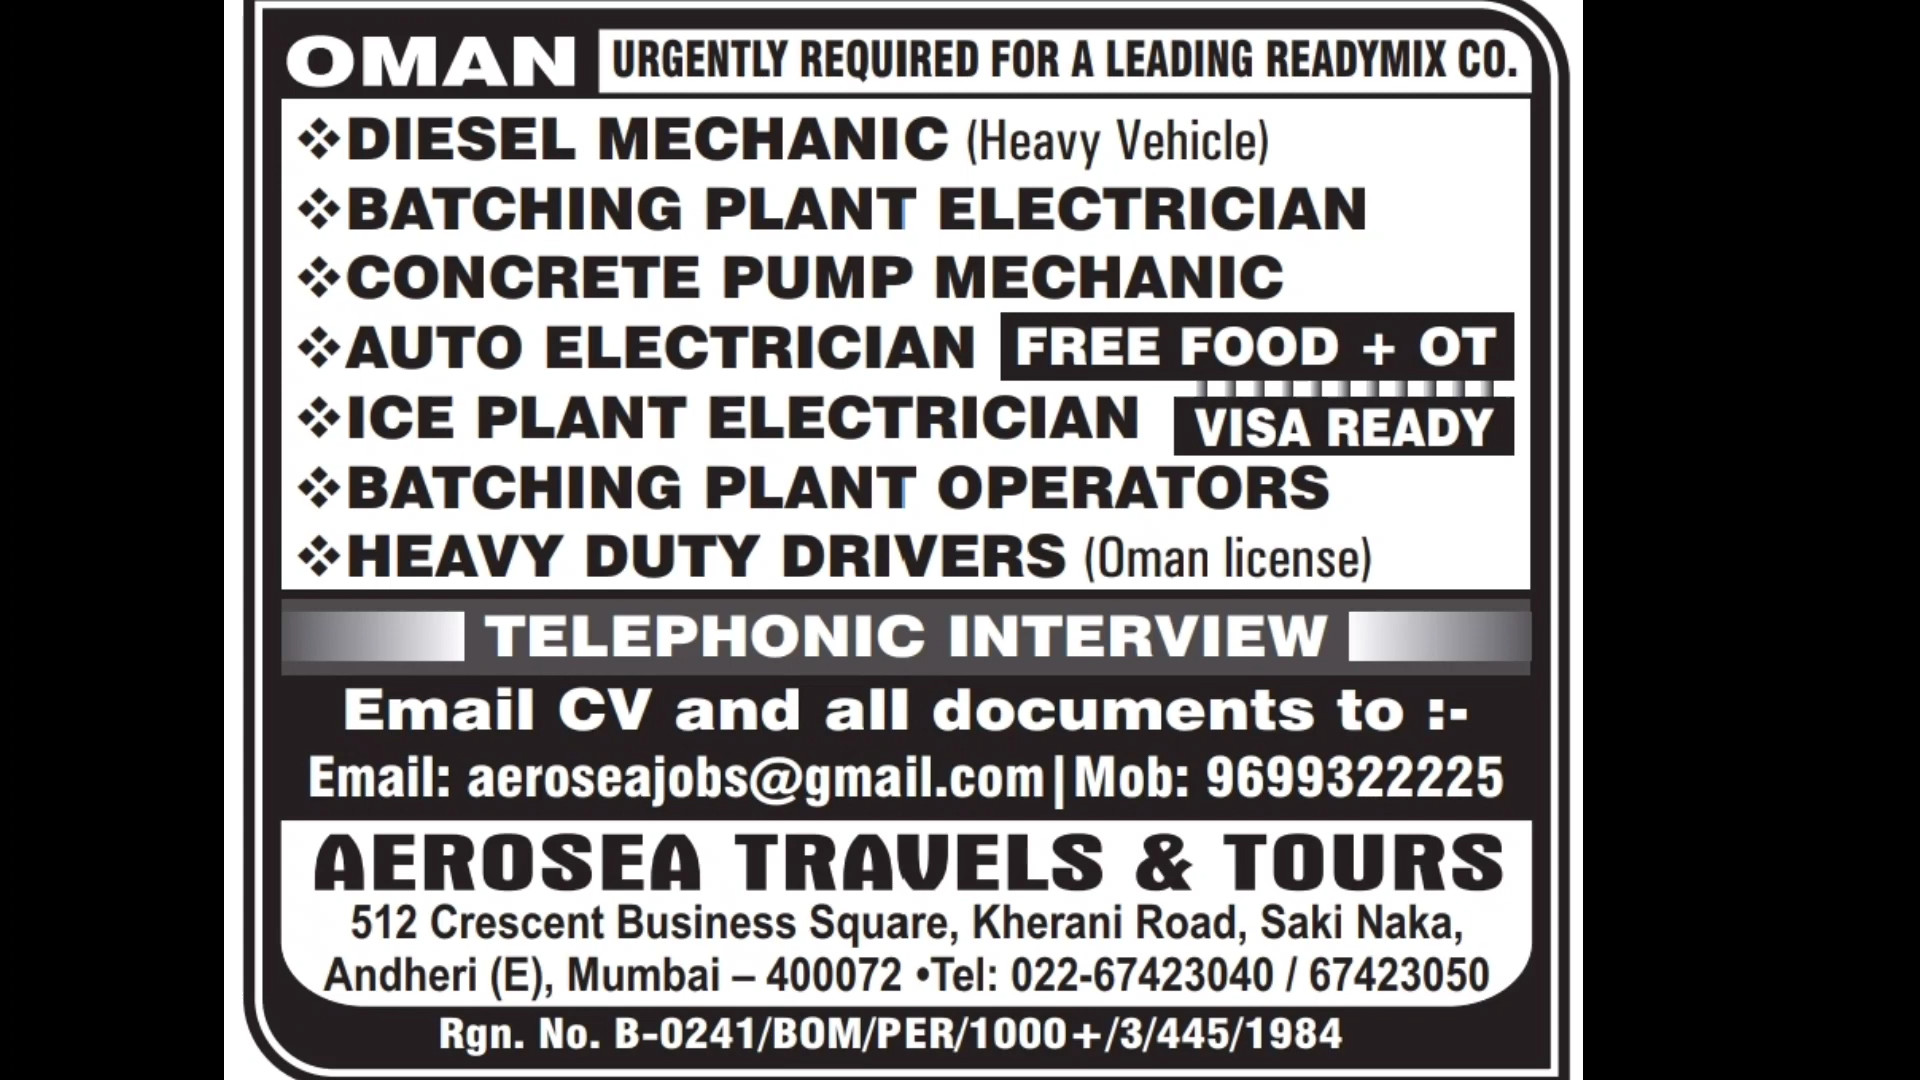 OMAN URGENTLY REQUIRED FOR A LEADING READYMIX CO.
❖DIESEL MECHANIC (Heavy Vehicle)
❖BATCHING PLANT ELECTRICIAN
❖CONCRETE PUMP MECHANIC
❖AUTO ELECTRICIAN FREE FOOD + OT
❖ICE PLANT ELECTRICIAN VISA READY
❖BATCHING PLANT OPERATORS
❖HEAVY DUTY DRIVERS (Oman license)
TELEPHONIC INTERVIEW
Email CV and all documents to :-
Email: aeroseajobs@gmail.com|Mob: 9699322225
AEROSEA TRAVELS & TOURS
512 Crescent Business Square, Kherani Road, Saki Naka,
Andheri (E), Mumbai – 400072 •Tel: 022-67423040 / 67423050
Rgn. No. B-0241/BOM/PER/1000+/3/445/1984